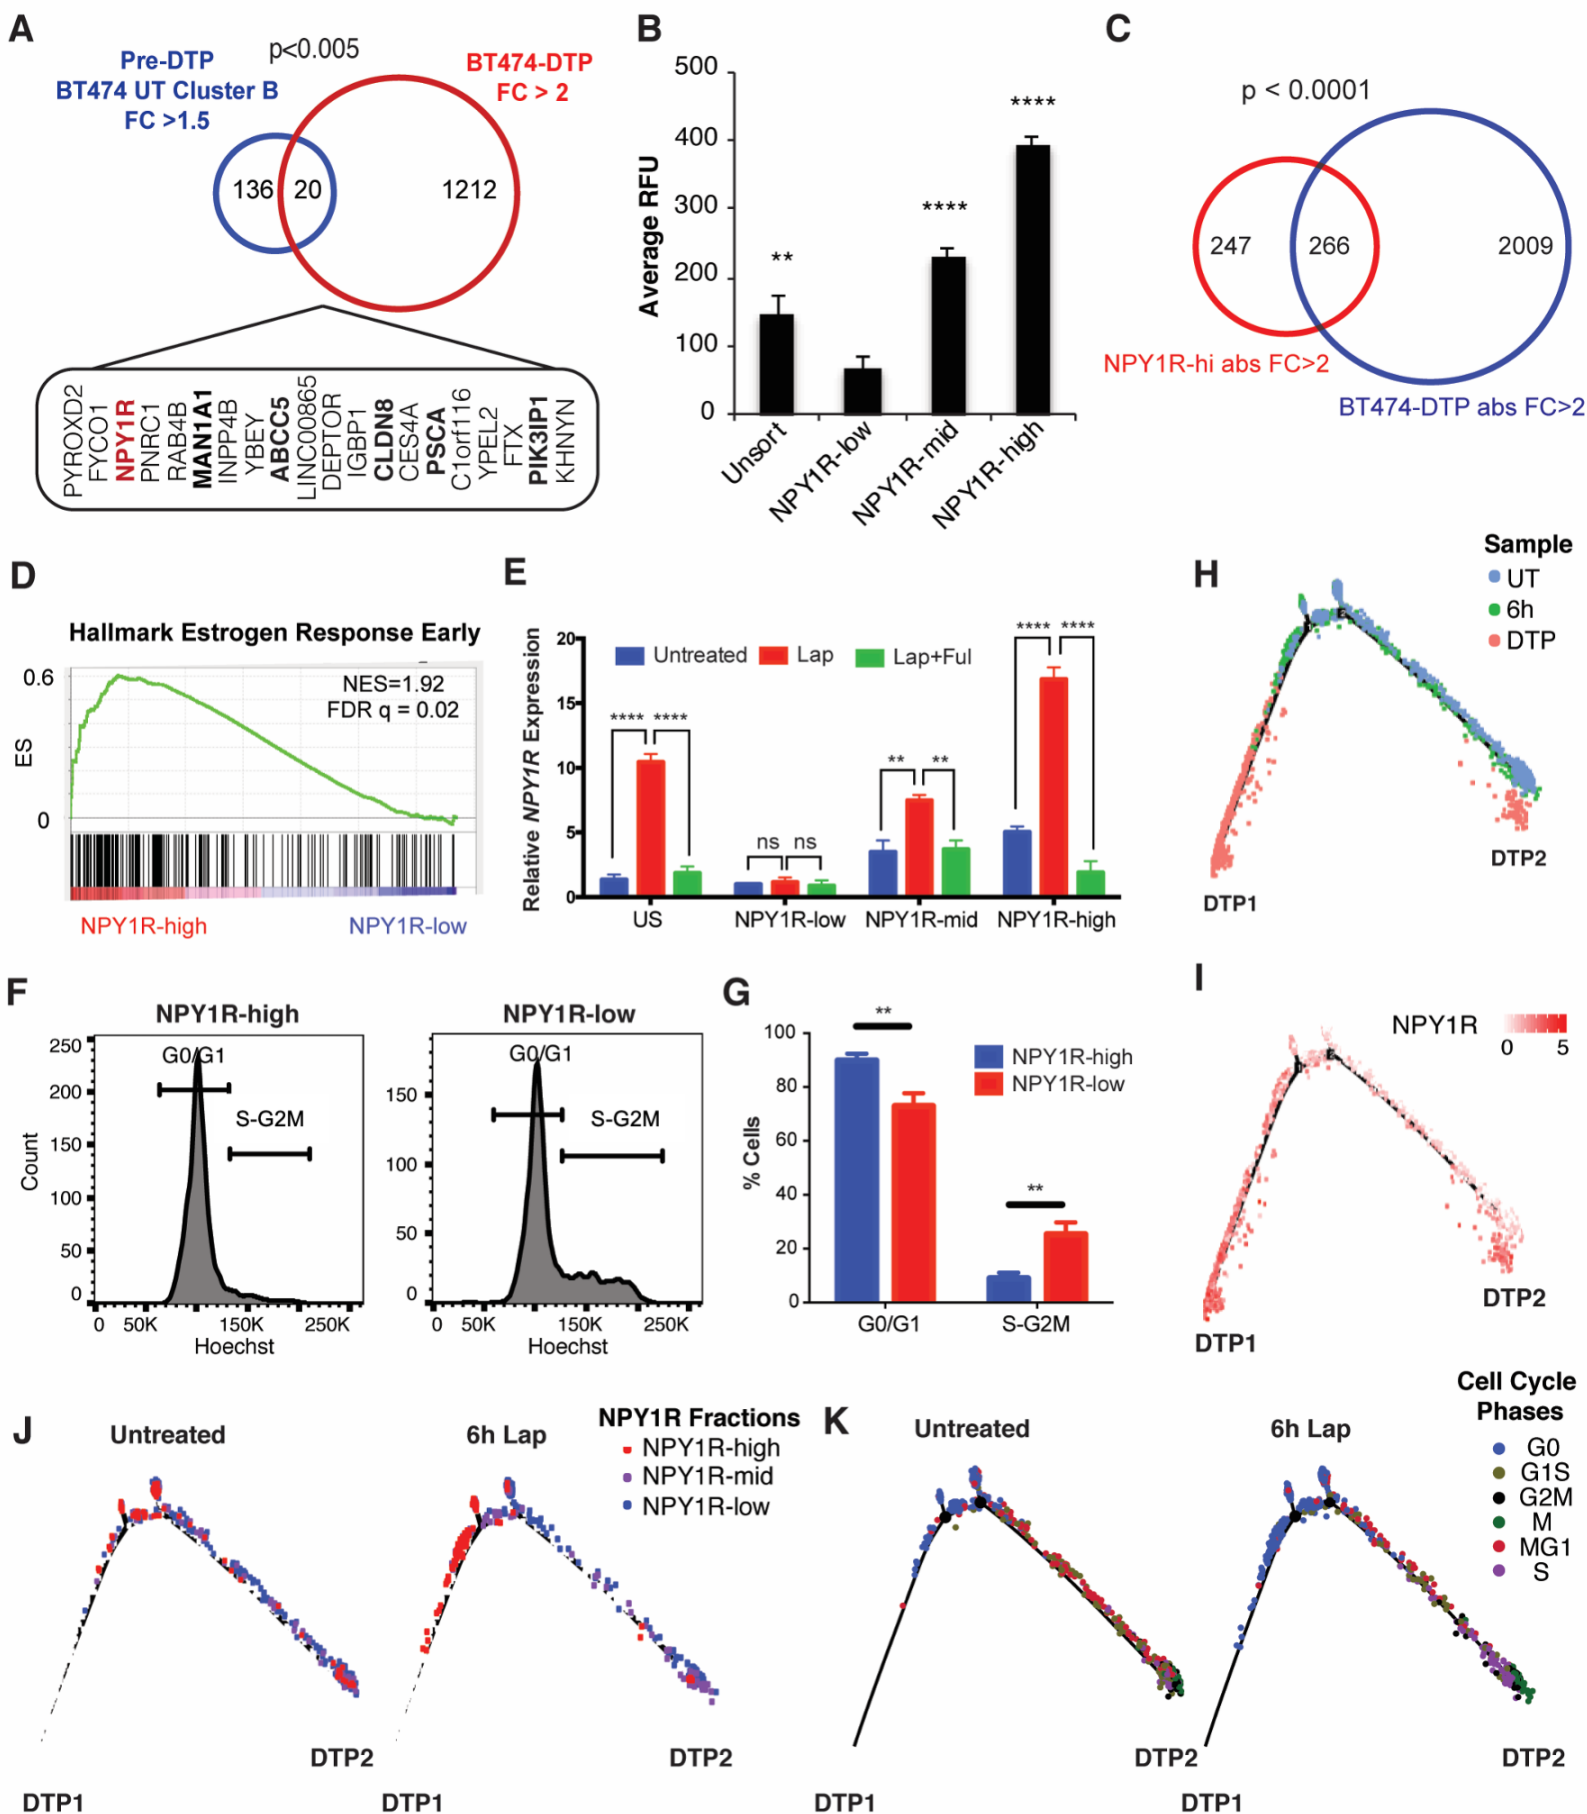 A
Pre-DTP
BT474 UT Cluster B
FC >1.5
p<0.005
BT474-DTP
FC > 2
136
20
1212
PYROXD2
FYCO1
NPY1R
PNRC1
RAB4B
MAN1A1
INPP4B
YBEY
ABCC5
LINC00865
DEPTOR
IGBP1
CLDN8
CES4A
PSCA
C1orf116
YPEL2
FTX
PIK3IP1
KHNYN
B
Average RFU
500
400
300
200
100
0
**
****
****
Unsort
NPY1R-low
NPY1R-mid
NPY1R-high
C
p < 0.0001
247
266
2009
NPY1R-hi abs FC>2
BT474-DTP abs FC>2
D
Hallmark Estrogen Response Early
NES=1.92
FDR q = 0.02
ES
0.6
0
NPY1R-high
NPY1R-low
E
Relative NPY1R Expression
20
15
10
5
0
Untreated
Lap
Lap+Ful
**** ****
ns ns
** **
**** ****
US
NPY1R-low
NPY1R-mid
NPY1R-high
H
Sample
UT
6h
DTP
DTP1
DTP2
F
NPY1R-high
Count
250
200
150
100
50
0
G0/G1
S-G2M
0 50K 150K 250K
Hoechst
NPY1R-low
150
100
50
0
G0/G1
S-G2M
0 50K 150K 250K
Hoechst
G
% Cells
100
80
60
40
20
0
**
**
NPY1R-high
NPY1R-low
G0/G1
S-G2M
I
NPY1R
0 5
DTP1
DTP2
J
Untreated
6h Lap
NPY1R Fractions
NPY1R-high
NPY1R-mid
NPY1R-low
DTP1
DTP2
DTP1
DTP2
K
Untreated
6h Lap
Cell Cycle
Phases
G0
G1S
G2M
M
MG1
S
DTP1
DTP2
DTP1
DTP2